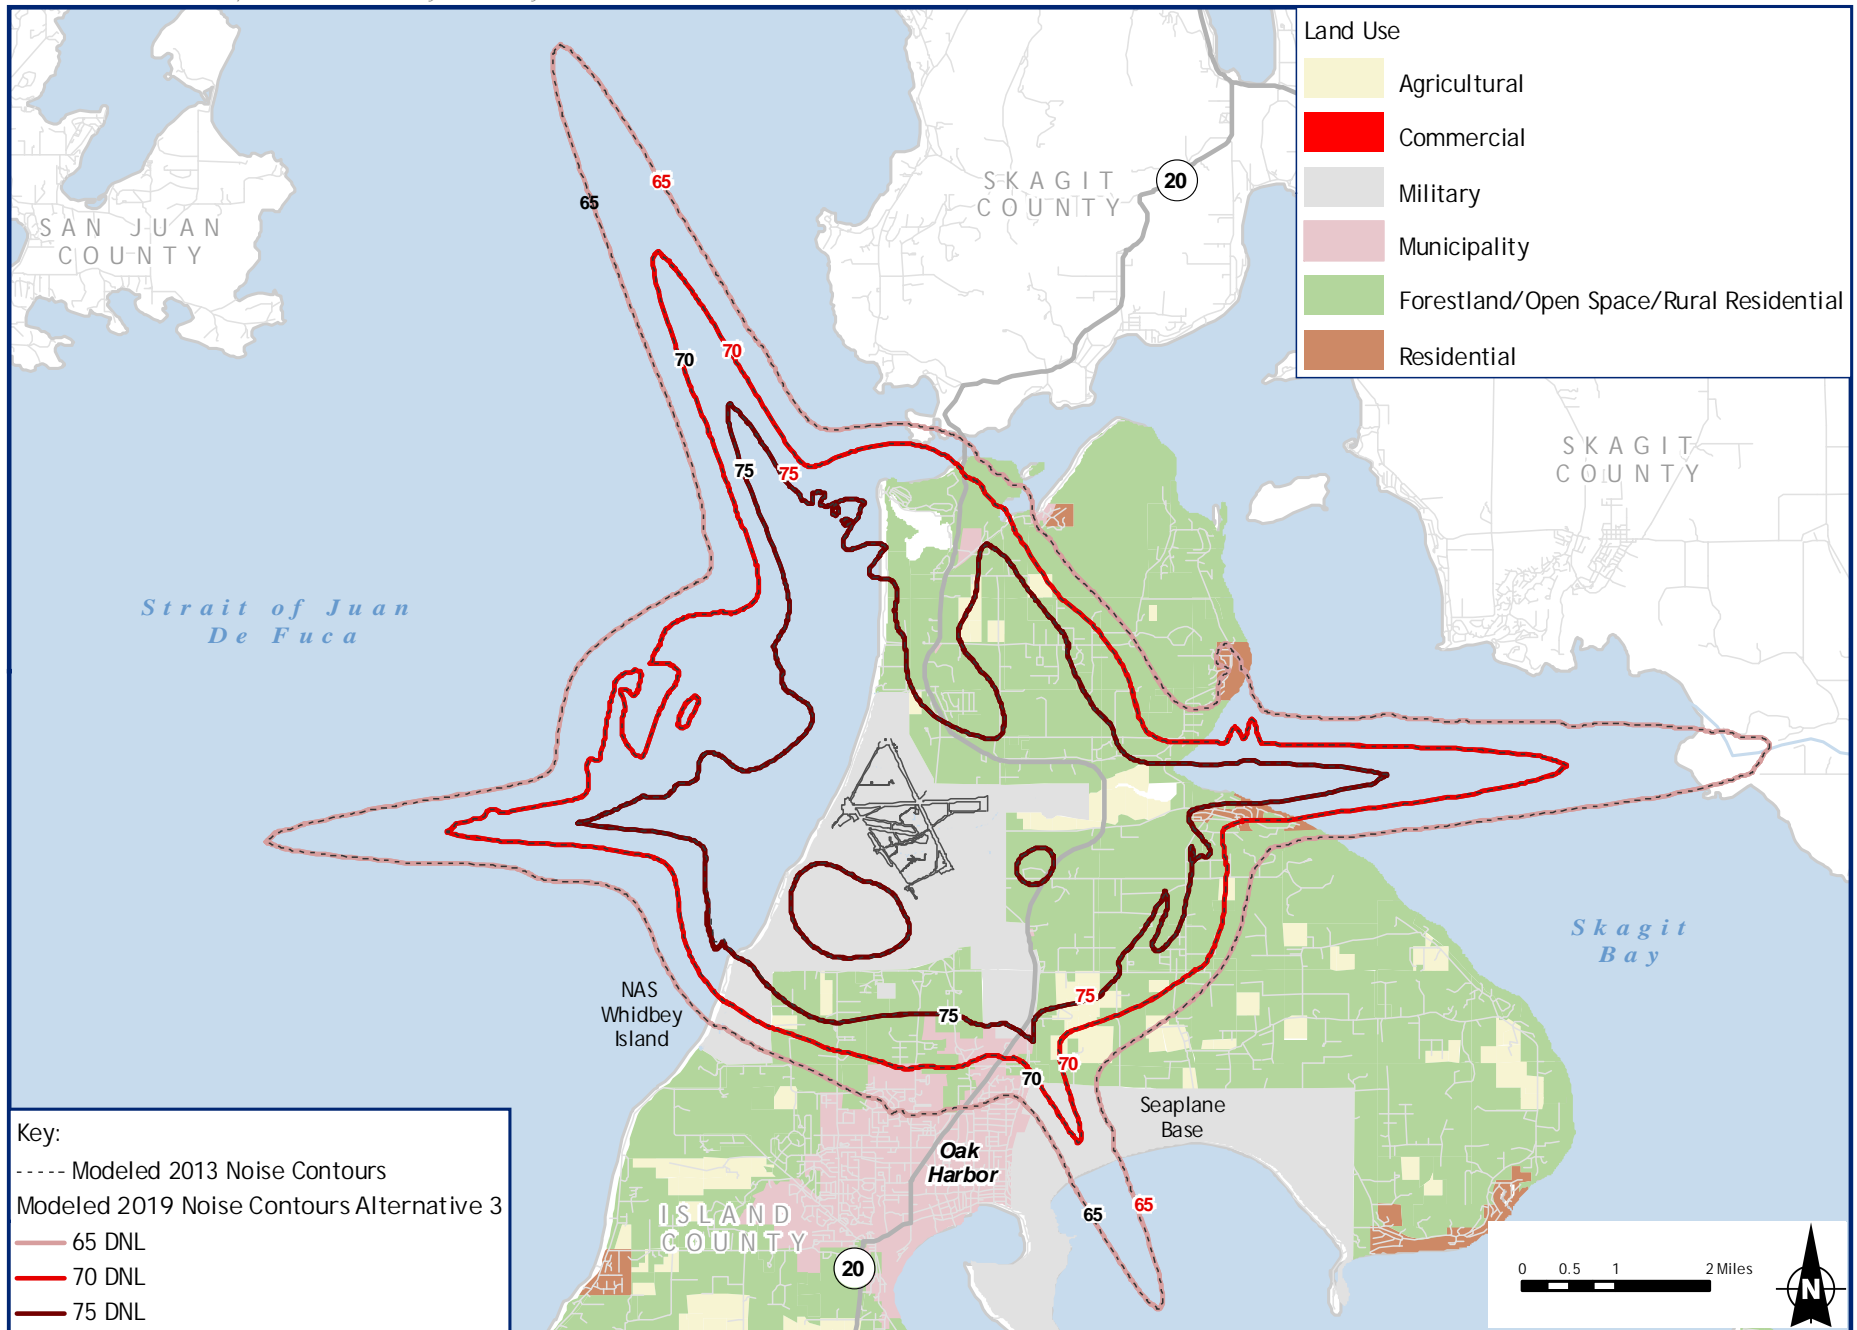 Land Use
Agricultural
Commercial
Military
Municipality
Forestland/Open Space/Rural Residential
Residential
SAN JUAN
COUNTY
65
65
SKAGIT
COUNTY
20
70
70
75
75
SKAGIT
COUNTY
Strait of Juan
De Fuca
Skagit
Bay
NAS
Whidbey
Island
75
75
70
70
Seaplane
Base
Oak
Harbor
65
65
ISLAND
COUNTY
20
Key:
Modeled 2013 Noise Contours
Modeled 2019 Noise Contours Alternative 3
65 DNL
70 DNL
75 DNL
0 0.5 1 2 Miles
N